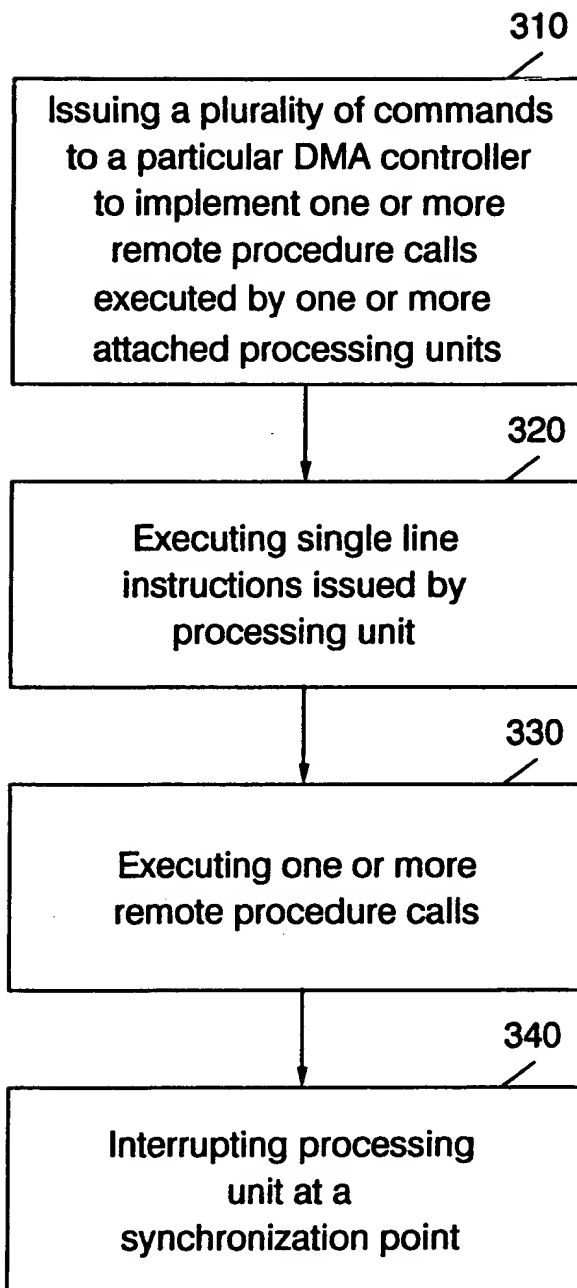 310
Issuing a plurality of commands
to a particular DMA controller
to implement one or more
remote procedure calls
executed by one or more
attached processing units
320
Executing single line
instructions issued by
processing unit
330
Executing one or more
remote procedure calls
340
Interrupting processing
unit at a
synchronization point